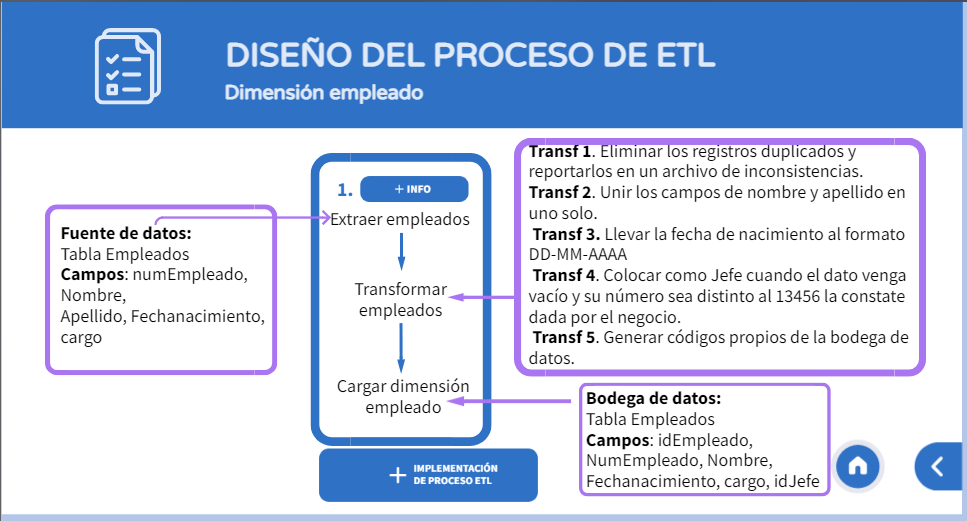 DISEÑO DEL PROCESO DE ETL
Dimensión empleado
Fuente de datos:
Tabla Empleados
Campos: numEmpleado,
Nombre,
Apellido, Fechanacimiento,
cargo
1. + INFO
Extraer empleados
Transformar
empleados
Cargar dimensión
empleado
+ IMPLEMENTACIÓN
DE PROCESO ETL
Transf 1. Eliminar los registros duplicados y
reportarlos en un archivo de inconsistencias.
Transf 2. Unir los campos de nombre y apellido en
uno solo.
Transf 3. Llevar la fecha de nacimiento al formato
DD-MM-AAAA
Transf 4. Colocar como Jefe cuando el dato venga
vacío y su número sea distinto al 13456 la constate
dada por el negocio.
Transf 5. Generar códigos propios de la bodega de
datos.
Bodega de datos:
Tabla Empleados
Campos: idEmpleado,
NumEmpleado, Nombre,
Fechanacimiento, cargo, idJefe